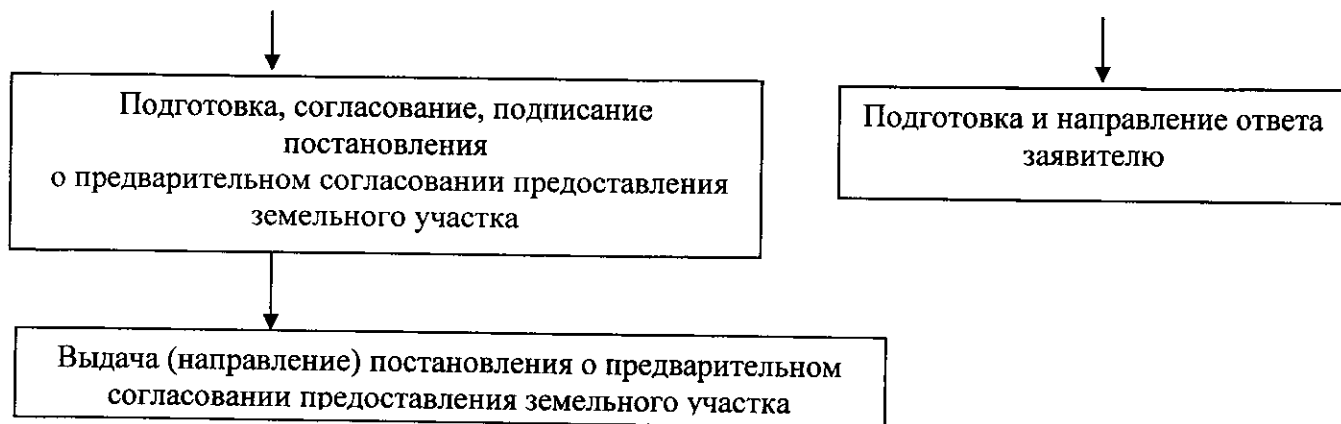 Подготовка, согласование, подписание
постановления
о предварительном согласовании предоставления
земельного участка
Подготовка и направление ответа
заявителю
Выдача (направление) постановления о предварительном
согласовании предоставления земельного участка